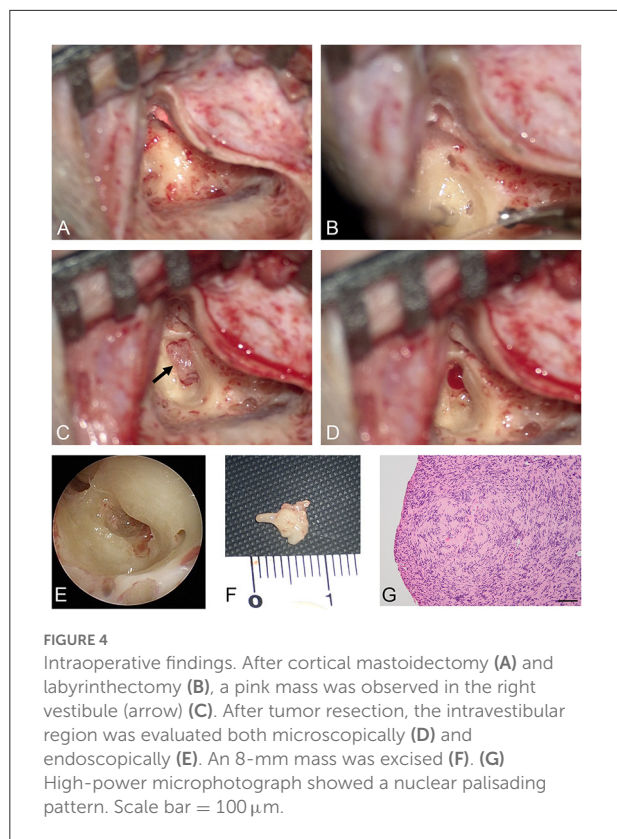 A
B
C
D
E
F
0
1
G
FIGURE 4
Intraoperative findings. After cortical mastoidectomy (A) and
labyrinthectomy (B), a pink mass was observed in the right
vestibule (arrow) (C). After tumor resection, the intravestibular
region was evaluated both microscopically (D) and
endoscopically (E). An 8-mm mass was excised (F). (G)
High-power microphotograph showed a nuclear palisading
pattern. Scale bar = 100 μm.